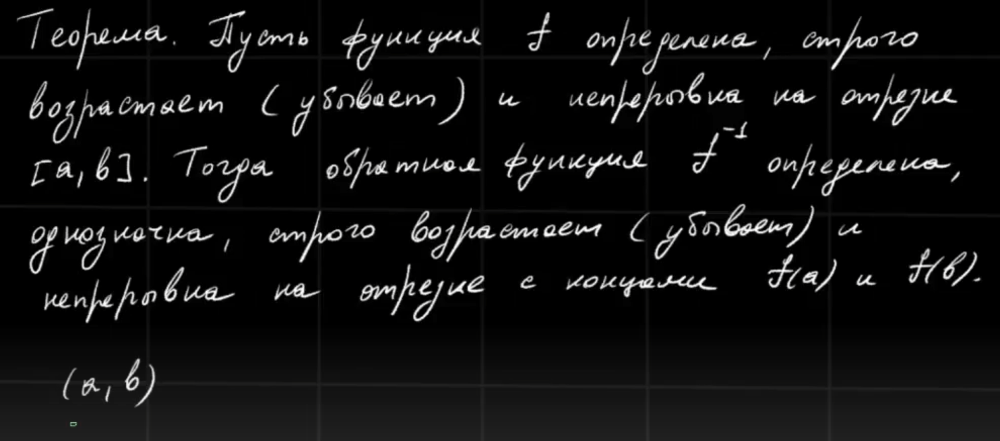 Теорема. Пусть функция f определена, строго
возрастает (убывает) и непрерывна на отрезке
[a, b]. Тогда обратная функция f⁻¹ определена,
однозначна, строго возрастает (убывает) и
непрерывна на отрезке с концами f(a) и f(b).
(a, b)